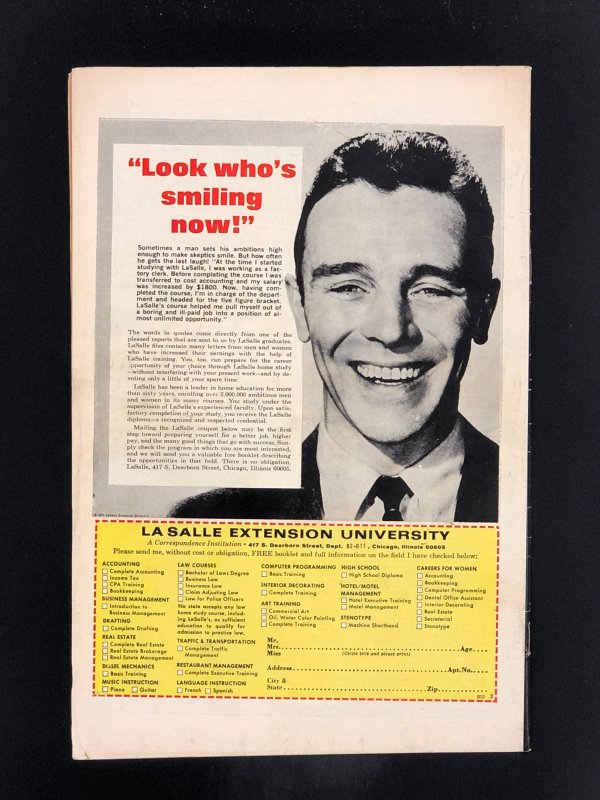 “Look who’s
smiling
now!”
Sometimes a man sets his ambitions high
enough to make skeptics smile. But how often
he gets the last laugh! “At the time I started
studying with LaSalle, I was working as a fac-
tory clerk. Before completing the course I was
transferred to cost accounting and my salary
was increased by $1800. Now, having com-
pleted the course, I’m in charge of the depart-
ment and headed for the five figure bracket.
LaSalle’s course helped me pull myself out of
a boring and ill-paid job into a position of al-
most unlimited opportunity.”
The words in quotes come directly from one of the
pleased reports that are sent to us by LaSalle graduates.
LaSalle files contain many letters from men and women
who have increased their earnings with the help of
LaSalle training. You, too, can prepare for the career
opportunity of your choice through LaSalle home study
—without interfering with your present work—and by de-
voting only a little of your spare time.
LaSalle has been a leader in home education for more
than sixty years, enrolling over 2,000,000 ambitious men
and women in its many courses. You study under the
supervision of LaSalle’s experienced faculty. Upon satis-
factory completion of your study, you receive the LaSalle
diploma—a recognized and respected credential.
Mailing the LaSalle coupon below may be the first
step toward preparing yourself for a better job, higher
pay, and the many good things that go with success. Sim-
ply check the program in which you are most interested,
and we will send you a valuable free booklet describing
the opportunities in that field. There is no obligation.
LaSalle, 417 S. Dearborn Street, Chicago, Illinois 60605.
LaSalle Extension University
LA SALLE EXTENSION UNIVERSITY
A Correspondence Institution • 417 S. Dearborn Street, Dept. 82-011, Chicago, Illinois 60605
Please send me, without cost or obligation, FREE booklet and full information on the field I have checked below:
ACCOUNTING
Complete Accounting
Income Tax
CPA Training
Bookkeeping
BUSINESS MANAGEMENT
Introduction to
Business Management
DRAFTING
Complete Drafting
REAL ESTATE
Complete Real Estate
Real Estate Brokerage
Real Estate Management
DIESEL MECHANICS
Basic Training
MUSIC INSTRUCTION
Piano Guitar
LAW COURSES
Bachelor of Laws Degree
Business Law
Insurance Law
Claim Adjusting Law
Law for Police Officers
No state accepts any law
home study course, includ-
ing LaSalle’s, as sufficient
education to qualify for
admission to practice law.
TRAFFIC & TRANSPORTATION
Complete Traffic
Management
RESTAURANT MANAGEMENT
Complete Executive Training
LANGUAGE INSTRUCTION
French Spanish
COMPUTER PROGRAMMING
Basic Training
INTERIOR DECORATING
Complete Training
ART TRAINING
Commercial Art
Oil, Water Color Painting
Complete Training
HIGH SCHOOL
High School Diploma
HOTEL/MOTEL
MANAGEMENT
Hotel Executive Training
Motel Management
STENOTYPE
Machine Shorthand
CAREERS FOR WOMEN
Accounting
Bookkeeping
Computer Programming
Dental Office Assistant
Interior Decorating
Real Estate
Secretarial
Stenotype
Mr.
Mrs. Age
Miss (Circle title and please print)
Address Apt.No.
City &
State Zip
3